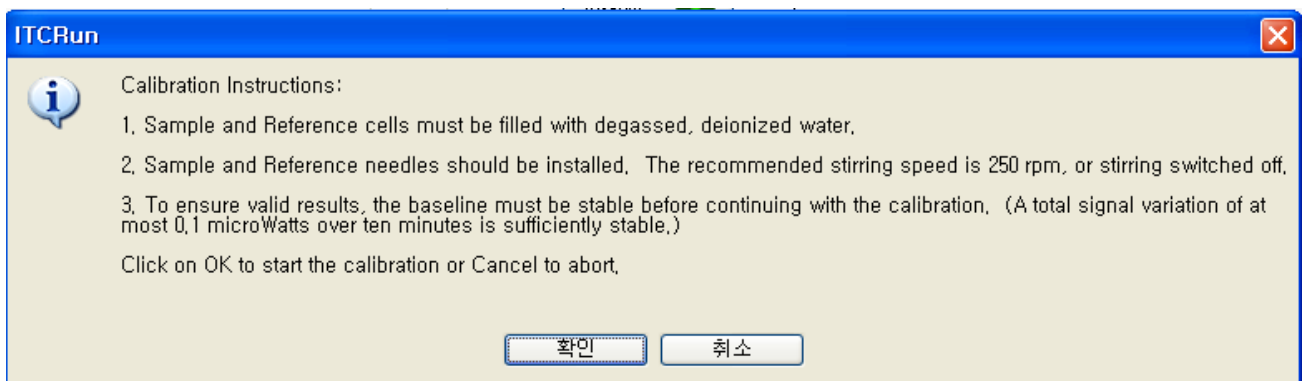 ITCRun
Calibration Instructions:
1, Sample and Reference cells must be filled with degassed, deionized water,
2, Sample and Reference needles should be installed,  The recommended stirring speed is 250 rpm, or stirring switched off,
3, To ensure valid results, the baseline must be stable before continuing with the calibration,  (A total signal variation of at
most 0,1 microWatts over ten minutes is sufficiently stable,)
Click on OK to start the calibration or Cancel to abort,
확인
취소